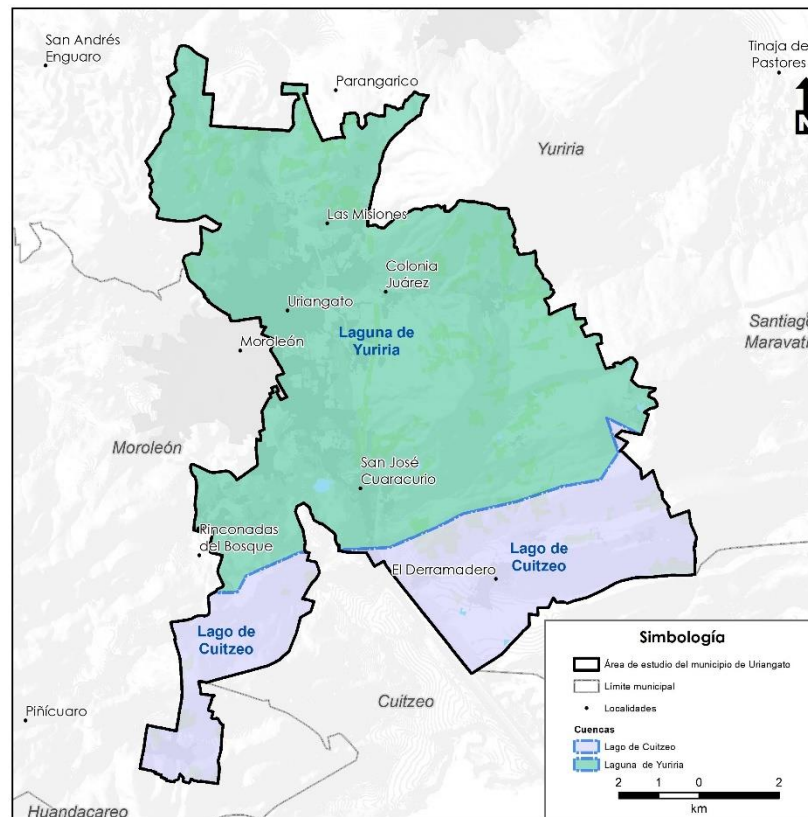 San Andrés
Enguaro
Tinaja de
Pastores
Parangarico
N
Yuriria
Las Misiones
Colonia
Juárez
Uriangato
Laguna de
Yuriria
Santiago
Maravatí
Moroleón
Moroleón
San José
Cuaracurio
Rinconadas
del Bosque
Lago de
Cuitzeo
El Derramadero
Lago de
Cuitzeo
Piñícuaro
Cuitzeo
Huandacareo
Simbología
Área de estudio del municipio de Uriangato
Límite municipal
Localidades
Cuencas
Lago de Cuitzeo
Laguna de Yuriria
2 1 0 2
km